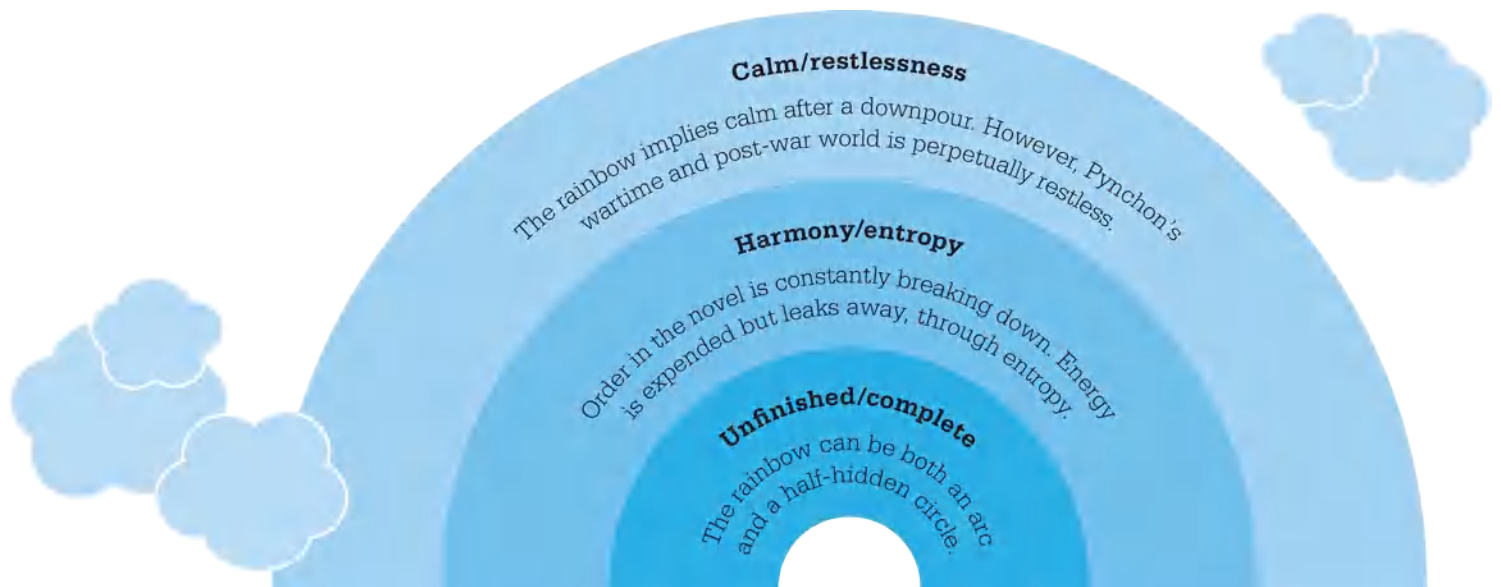 Calm/restlessness
The rainbow implies calm after a downpour. However, Pynchon's
wartime and post-war world is perpetually restless.
Harmony/entropy
Order in the novel is constantly breaking down. Energy
is expended but leaks away, through entropy.
Unfinished/complete
The rainbow can be both an arc
and a half-hidden circle.